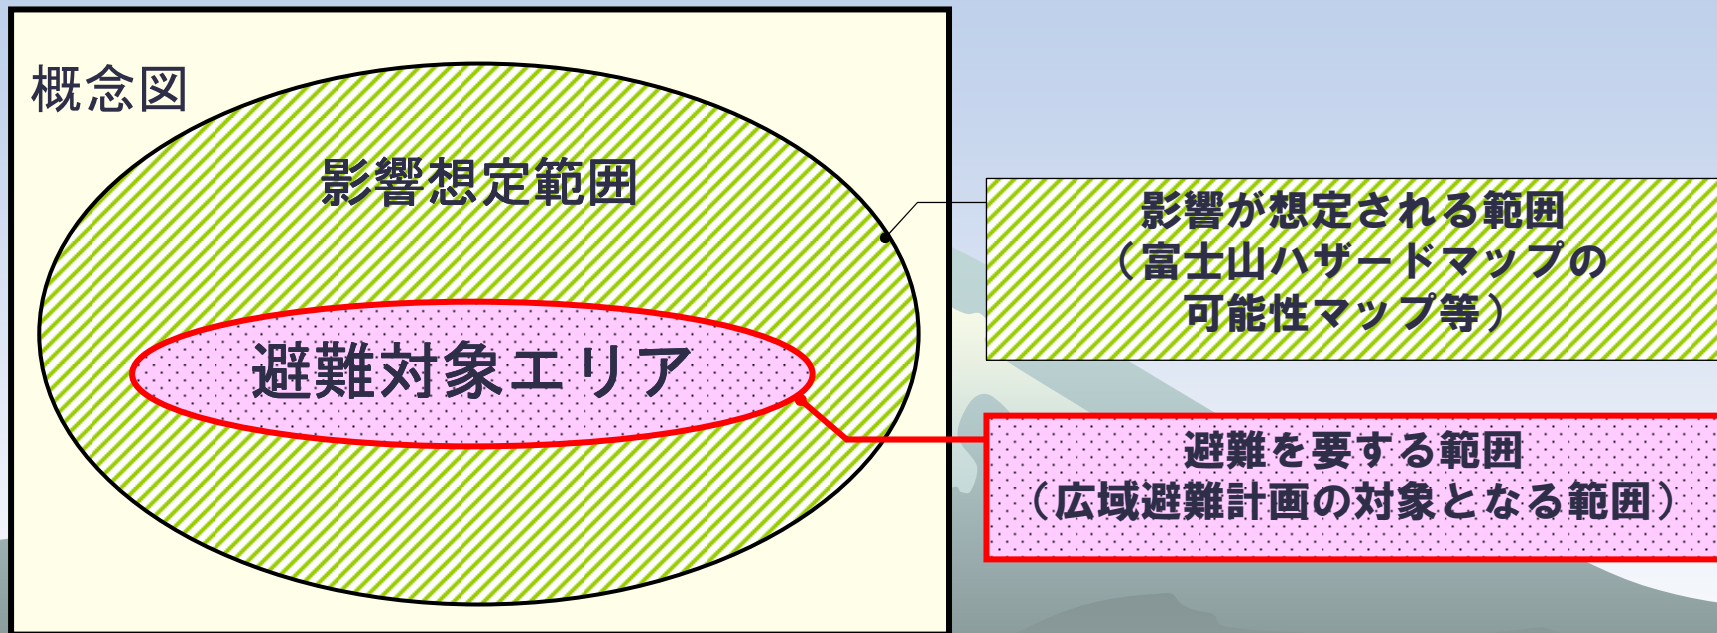 概念図
影響想定範囲
避難対象エリア
影響が想定される範囲
（富士山ハザードマップの
可能性マップ等）
避難を要する範囲
（広域避難計画の対象となる範囲）